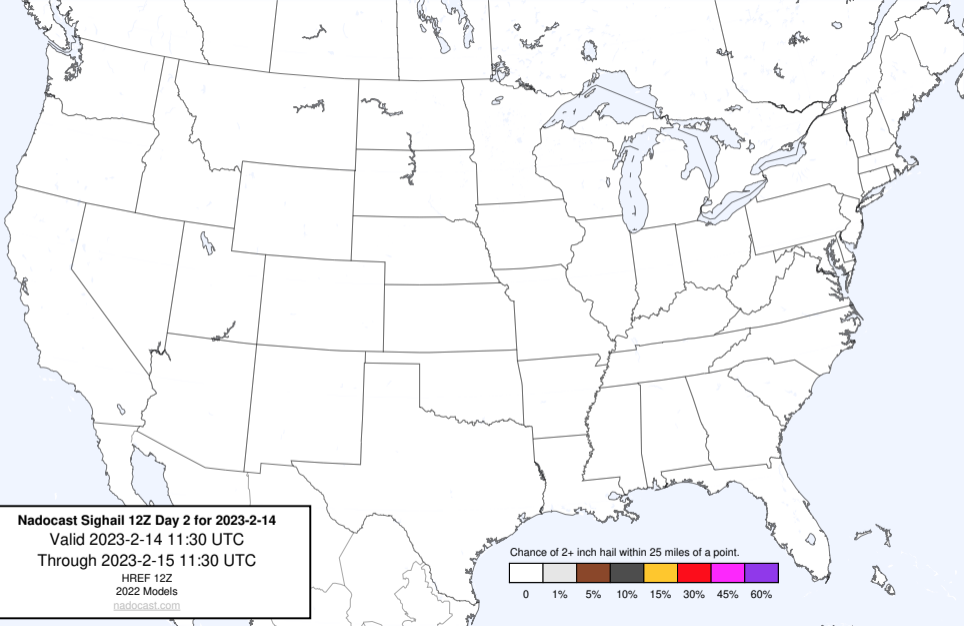 Nadocast Sighail 12Z Day 2 for 2023-2-14
Valid 2023-2-14 11:30 UTC
Through 2023-2-15 11:30 UTC
HREF 12Z
2022 Models
nadocast.com
Chance of 2+ inch hail within 25 miles of a point.
0 1% 5% 10% 15% 30% 45% 60%